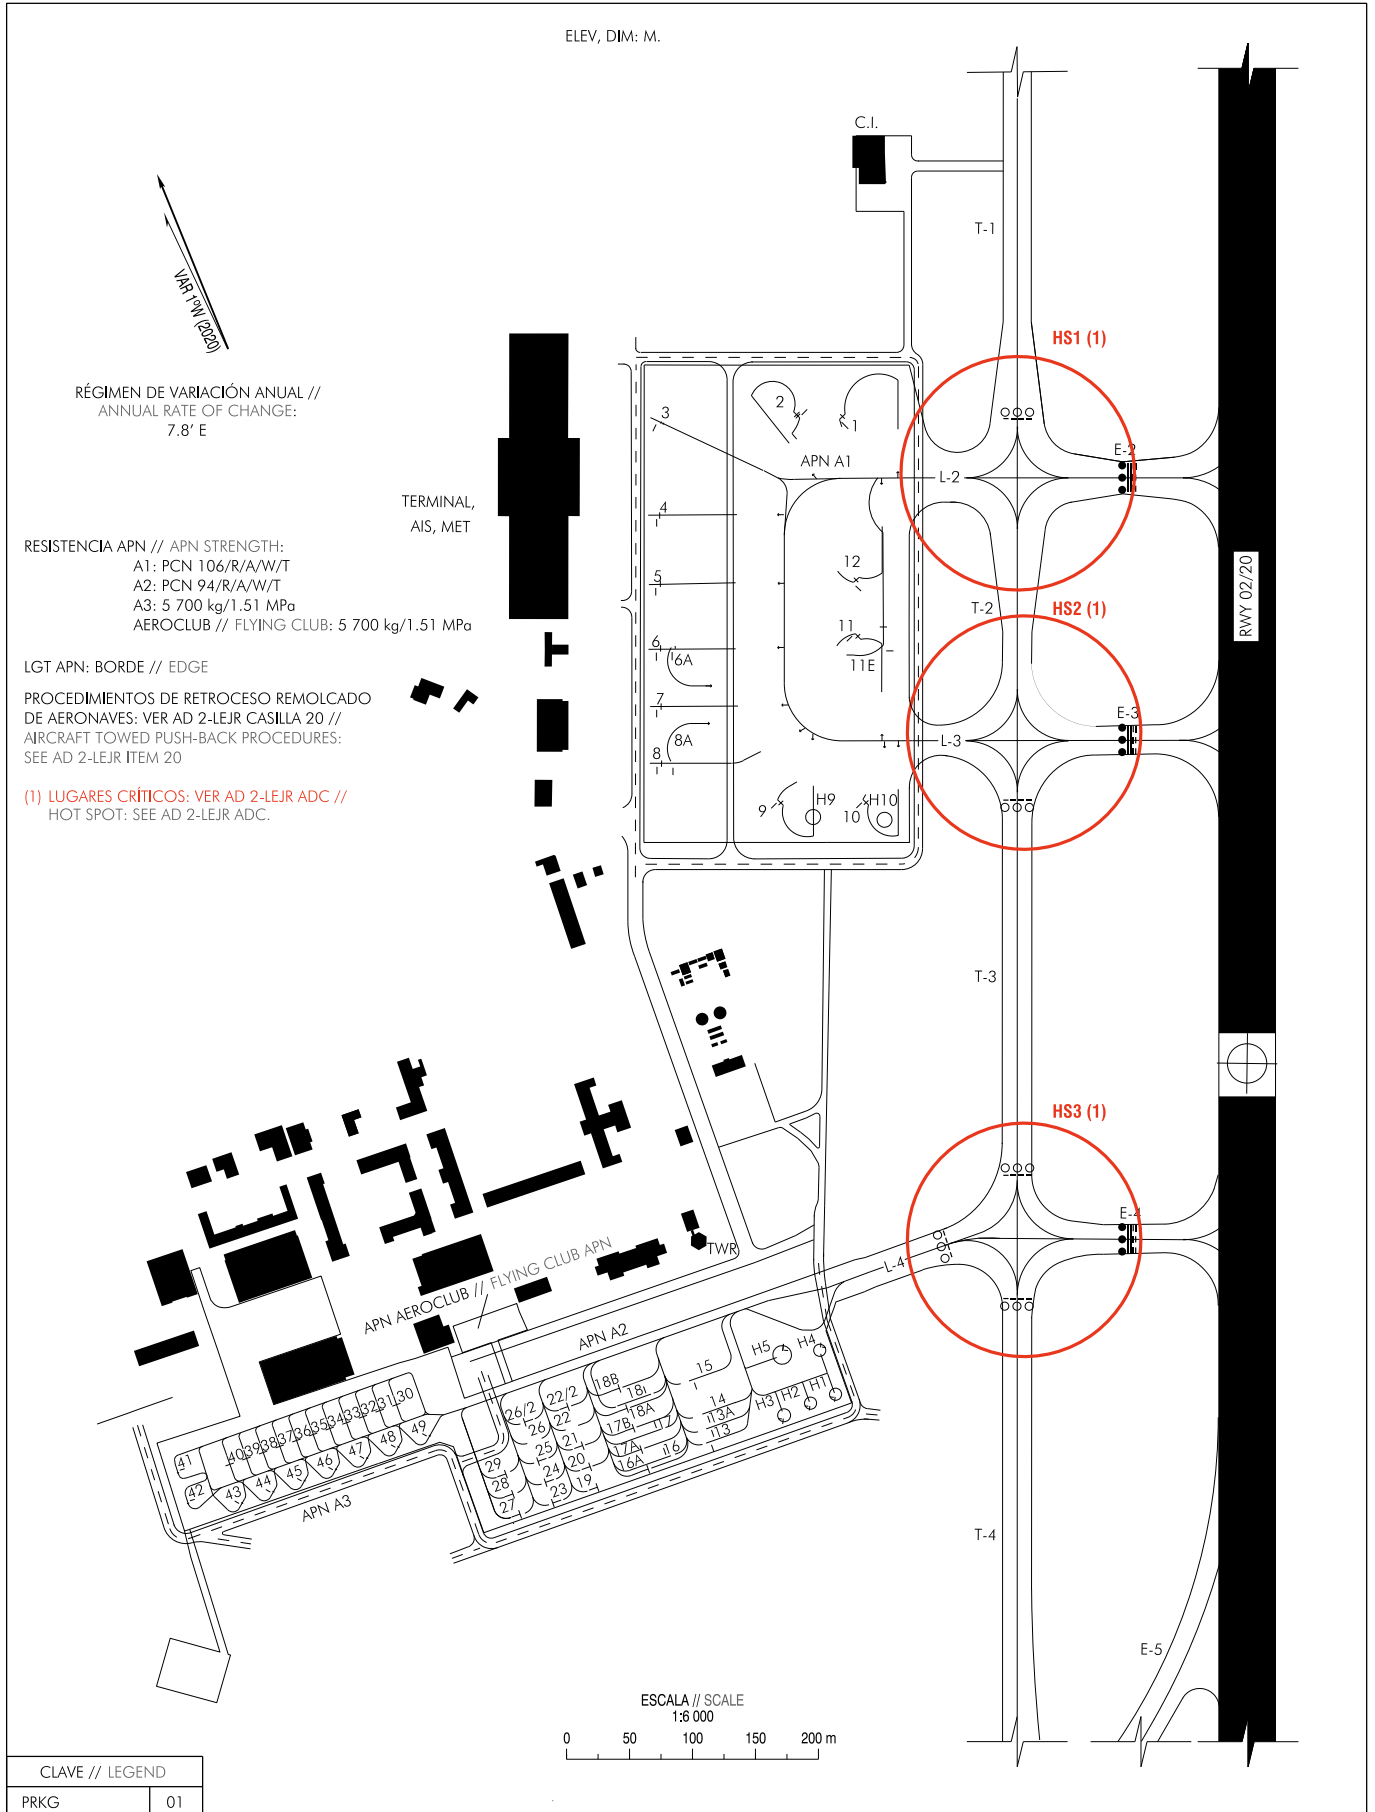 ELEV, DIM: M.
C.I.
T-1
VAR 1ºW (2020)
HS1 (1)
RÉGIMEN DE VARIACIÓN ANUAL //
ANNUAL RATE OF CHANGE:
7.8' E
2
3
1
E-2
APN A1
L-2
TERMINAL,
AIS, MET
4
RESISTENCIA APN // APN STRENGTH:
A1: PCN 106/R/A/W/T
A2: PCN 94/R/A/W/T
A3: 5 700 kg/1.51 MPa
AEROCLUB // FLYING CLUB: 5 700 kg/1.51 MPa
12
5
RWY 02/20
T-2
HS2 (1)
11
11E
6
6A
LGT APN: BORDE // EDGE
PROCEDIMIENTOS DE RETROCESO REMOLCADO
DE AERONAVES: VER AD 2-LEJR CASILLA 20 //
AIRCRAFT TOWED PUSH-BACK PROCEDURES:
SEE AD 2-LEJR ITEM 20
7
E-3
8A
L-3
8
(1) LUGARES CRÍTICOS: VER AD 2-LEJR ADC //
HOT SPOT: SEE AD 2-LEJR ADC.
9
H9
10
H10
T-3
HS3 (1)
E-4
TWR
L-4
APN AEROCLUB // FLYING CLUB APN
APN A2
H5
H4
15
18B
18
22/2
26/2
14
13A
13
H3
H2
H1
18A
17B
17
22
26
21
25
17A
16
16A
20
24
19
23
29
28
27
30
31
32
33
34
35
36
37
38
39
40
41
42
43
44
45
46
47
48
49
APN A3
T-4
E-5
ESCALA // SCALE
1:6 000
0 50 100 150 200 m
CLAVE // LEGEND
PRKG 01